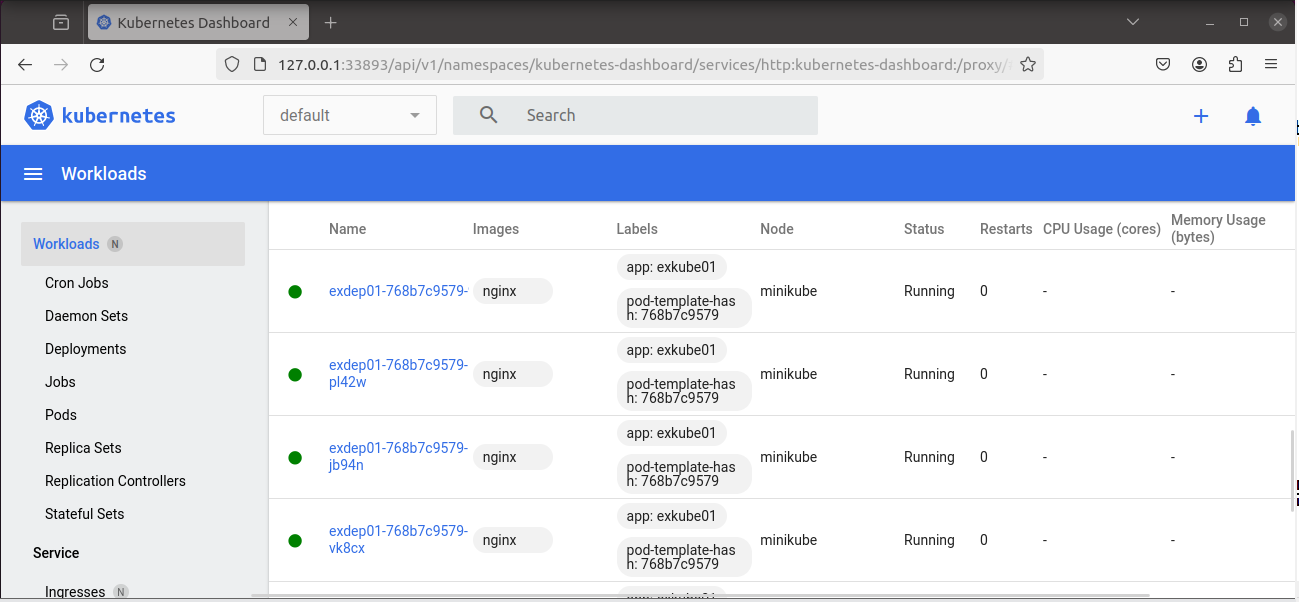 Kubernetes Dashboard
127.0.0.1:33893/api/v1/namespaces/kubernetes-dashboard/services/http:kubernetes-dashboard:/proxy/
kubernetes
default
Search
Workloads
Workloads N
Cron Jobs
Daemon Sets
Deployments
Jobs
Pods
Replica Sets
Replication Controllers
Stateful Sets
Service
Ingresses N
Name Images Labels Node Status Restarts CPU Usage (cores) Memory Usage
(bytes)
app: exkube01
exdep01-768b7c9579- nginx minikube Running 0 - -
pod-template-has
h: 768b7c9579
app: exkube01
exdep01-768b7c9579-
pl42w
nginx minikube Running 0 - -
pod-template-has
h: 768b7c9579
app: exkube01
exdep01-768b7c9579-
jb94n
nginx minikube Running 0 - -
pod-template-has
h: 768b7c9579
app: exkube01
exdep01-768b7c9579-
vk8cx
nginx minikube Running 0 - -
pod-template-has
h: 768b7c9579